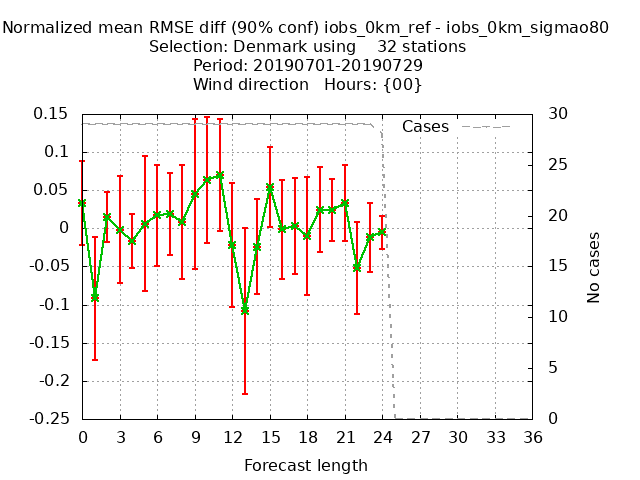 Normalized mean RMSE diff (90% conf) iobs_0km_ref - iobs_0km_sigmao80
Selection: Denmark using 32 stations
Period: 20190701-20190729
Wind direction Hours: {00}
0.15 30
Cases
0.1 25
0.05 20
0
-0.05 15
-0.1 10
-0.15
-0.2 5
-0.25 0
No cases
0 3 6 9 12 15 18 21 24 27 30 33 36
Forecast length